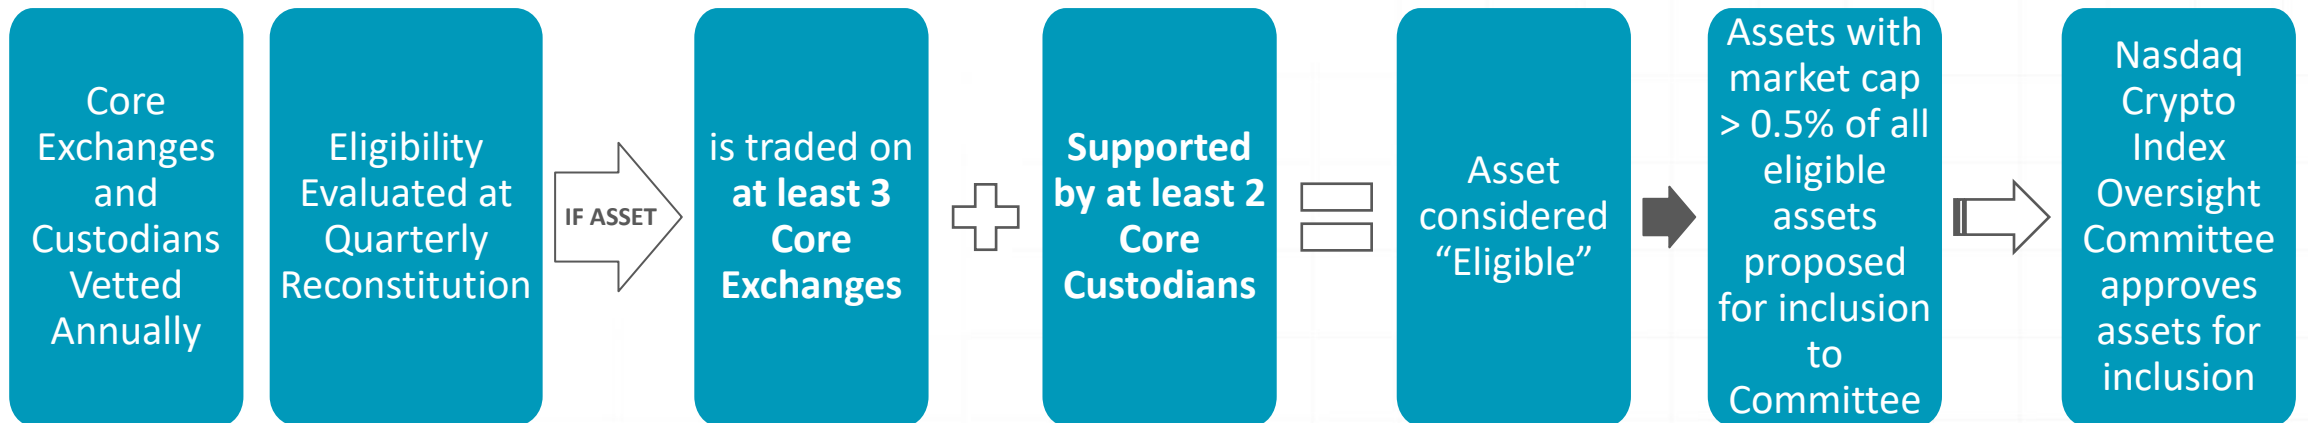 Core
Exchanges
and
Custodians
Vetted
Annually
Eligibility
Evaluated at
Quarterly
Reconstitution
IF ASSET
is traded on
at least 3
Core
Exchanges
Supported
by at least 2
Core
Custodians
Asset
considered
“Eligible”
Assets with
market cap
> 0.5% of all
eligible
assets
proposed
for inclusion
to
Committee
Nasdaq
Crypto
Index
Oversight
Committee
approves
assets for
inclusion